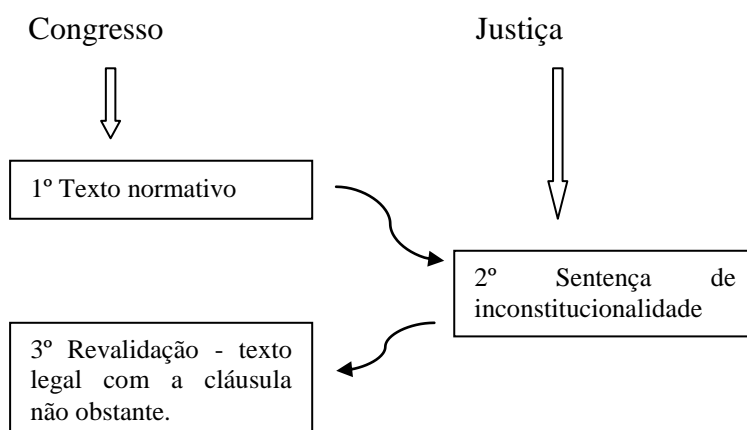 Congresso
Justiça
1º Texto normativo
2º Sentença de
inconstitucionalidade
3º Revalidação - texto
legal com a cláusula
não obstante.